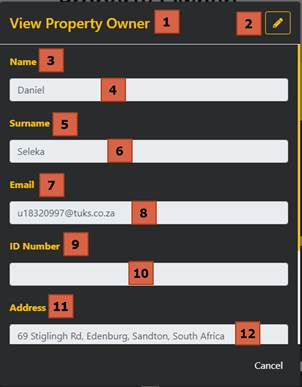 View Property Owner 1 2
Name 3
Daniel 4
Surname 5
Seleka 6
Email 7
u18320997@tuks.co.za 8
ID Number 9
10
Address 11
69 Stiglingh Rd, Edenburg, Sandton, South Africa 12
Cancel